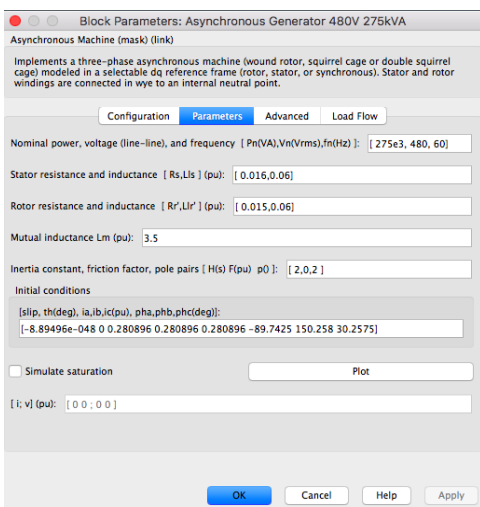 Block Parameters: Asynchronous Generator 480V 275kVA
Asynchronous Machine (mask) (link)
Implements a three-phase asynchronous machine (wound rotor, squirrel cage or double squirrel
cage) modeled in a selectable dq reference frame (rotor, stator, or synchronous). Stator and rotor
windings are connected in wye to an internal neutral point.
Configuration Parameters Advanced Load Flow
Nominal power, voltage (line-line), and frequency [ Pn(VA),Vn(Vrms),fn(Hz) ]: [ 275e3, 480, 60]
Stator resistance and inductance [ Rs,Lls ] (pu): [ 0.016,0.06]
Rotor resistance and inductance [ Rr',Llr' ] (pu): [ 0.015,0.06]
Mutual inductance Lm (pu): 3.5
Inertia constant, friction factor, pole pairs [ H(s) F(pu) p() ]: [ 2,0,2 ]
Initial conditions
[slip, th(deg), ia,ib,ic(pu), pha,phb,phc(deg)]:
[-8.89496e-048 0 0.280896 0.280896 0.280896 -89.7425 150.258 30.2575]
Simulate saturation Plot
[ i; v] (pu): [ 0 0 ; 0 0 ]
OK Cancel Help Apply